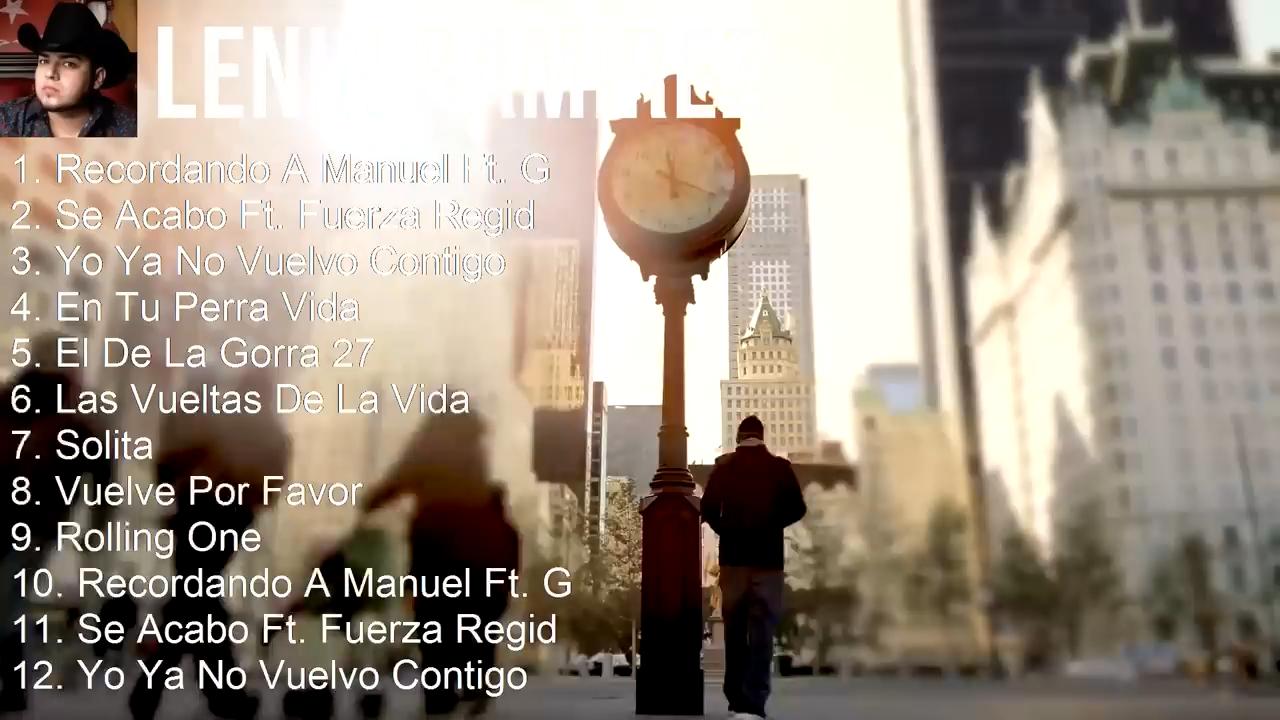 1. Recordando A Manuel Ft. G
2. Se Acabo Ft. Fuerza Regid
3. Yo Ya No Vuelvo Contigo
4. En Tu Perra Vida
5. El De La Gorra 27
6. Las Vueltas De La Vida
7. Solita
8. Vuelve Por Favor
9. Rolling One
10. Recordando A Manuel Ft. G
11. Se Acabo Ft. Fuerza Regid
12. Yo Ya No Vuelvo Contigo